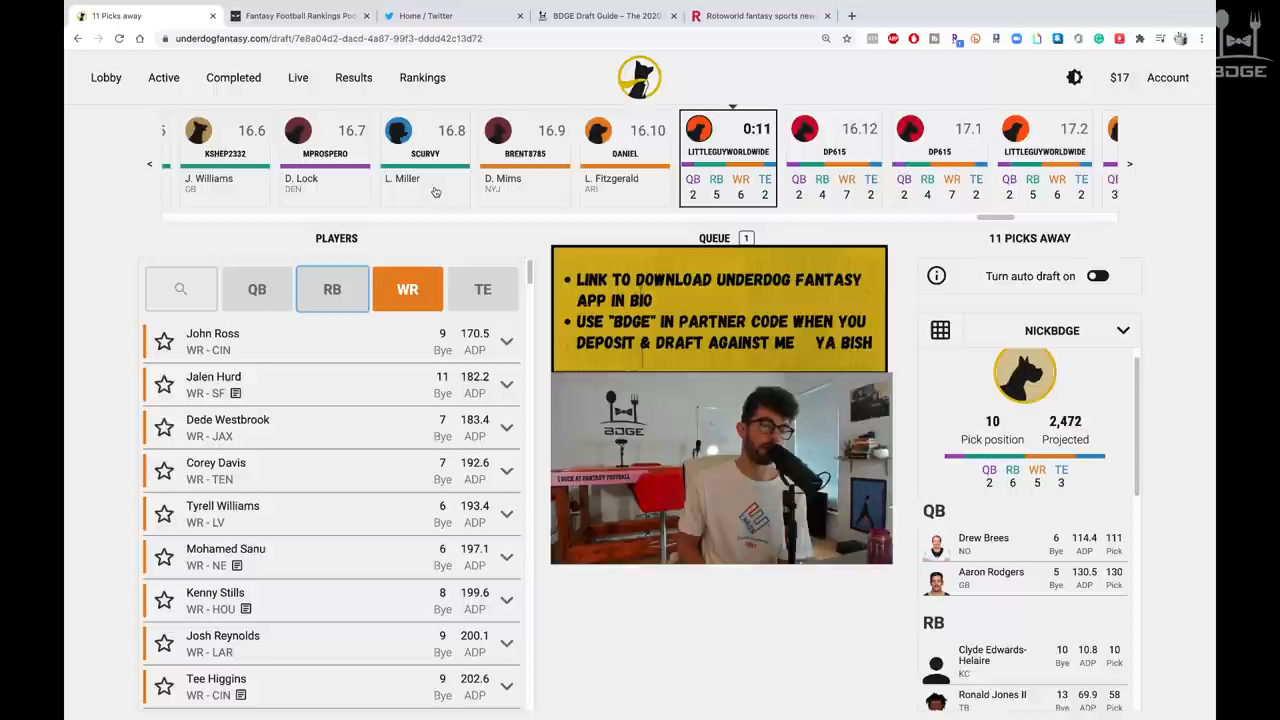 11 Picks away
Fantasy Football Rankings Pod
Home / Twitter
BDGE Draft Guide – The 2020
Rotoworld fantasy sports new
underdogfantasy.com/draft/7e8a04d2-dacd-4a87-99f3-dddd42c13d72
BDGE
Lobby
Active
Completed
Live
Results
Rankings
$17
Account
16.6
KSHEP2332
J. Williams
GB
16.7
MPROSPERO
D. Lock
DEN
16.8
SCURVY
L. Miller
16.9
BRENT8785
D. Mims
NYJ
16.10
DANIEL
L. Fitzgerald
ARI
0:11
LITTLEGUYWORLDWIDE
QB RB WR TE
2 5 6 2
16.12
DP615
QB RB WR TE
2 4 7 2
17.1
DP615
QB RB WR TE
2 4 7 2
17.2
LITTLEGUYWORLDWIDE
QB RB WR TE
2 5 6 2
PLAYERS
QB
RB
WR
TE
John Ross 9 170.5
WR - CIN Bye ADP
Jalen Hurd 11 182.2
WR - SF Bye ADP
Dede Westbrook 7 183.4
WR - JAX Bye ADP
Corey Davis 7 192.6
WR - TEN Bye ADP
Tyrell Williams 6 193.4
WR - LV Bye ADP
Mohamed Sanu 6 197.1
WR - NE Bye ADP
Kenny Stills 8 199.6
WR - HOU Bye ADP
Josh Reynolds 9 200.1
WR - LAR Bye ADP
Tee Higgins 9 202.6
WR - CIN Bye ADP
QUEUE 1
• LINK TO DOWNLOAD UNDERDOG FANTASY
APP IN BIO
• USE "BDGE" IN PARTNER CODE WHEN YOU
DEPOSIT & DRAFT AGAINST ME YA BISH
BDGE
I SUCK AT FANTASY FOOTBALL
11 PICKS AWAY
Turn auto draft on
NICKBDGE
10 2,472
Pick position Projected
QB RB WR TE
2 6 5 3
QB
Drew Brees 6 114.4 111
NO Bye ADP Pick
Aaron Rodgers 5 130.5 130
GB Bye ADP Pick
RB
Clyde Edwards-
Helaire 10 10.8 10
KC Bye ADP Pick
Ronald Jones II 13 69.9 58
TB Bye ADP Pick